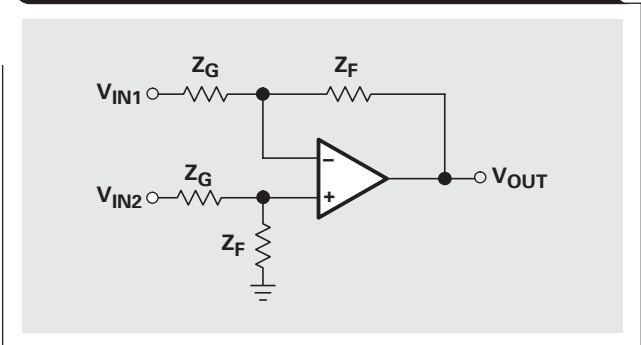 Z_G Z_F
V_IN1
−
V_OUT
Z_G
V_IN2
+
Z_F